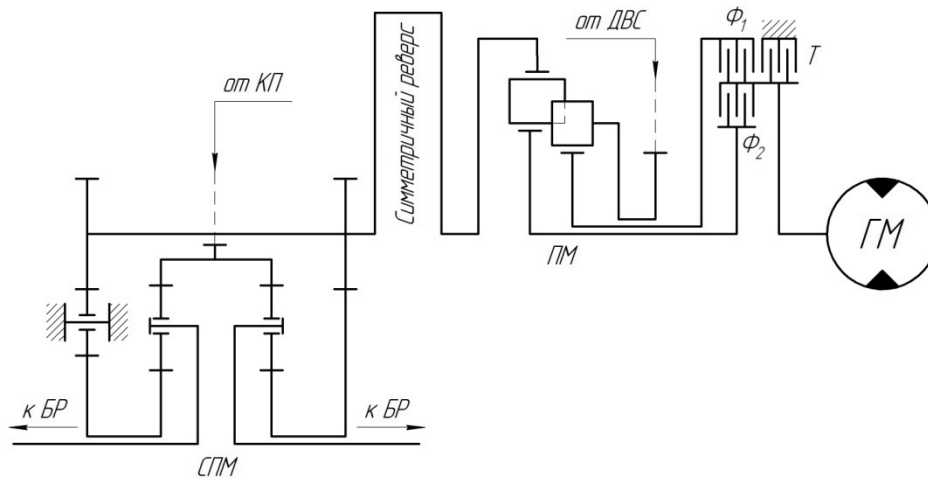 от КП
Симметричный реверс
от ДВС
Ф₁
Т
Ф₂
ГМ
ПМ
к БР
к БР
СПМ